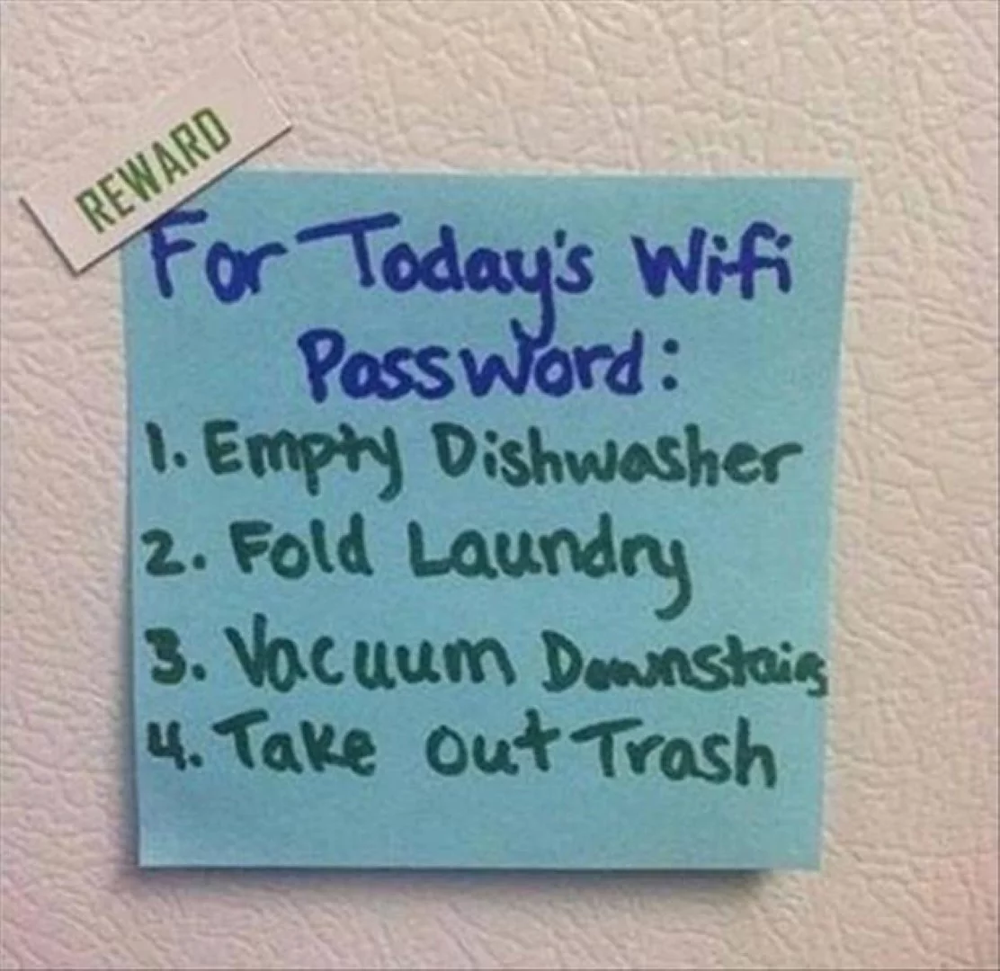 REWARD
For Today's Wifi
Password:
1. Empty Dishwasher
2. Fold Laundry
3. Vacuum Downstairs
4. Take Out Trash